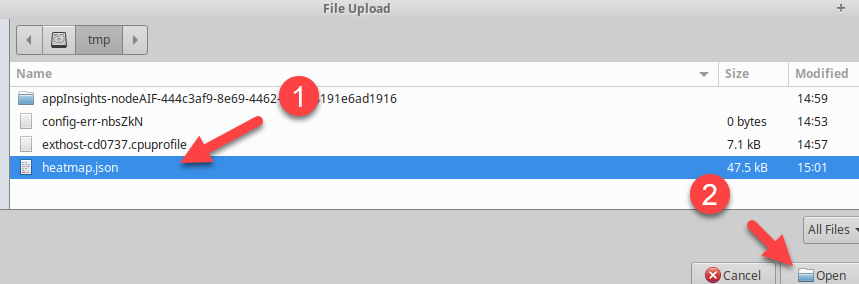 File Upload
tmp
Name Size Modified
appInsights-nodeAIF-444c3af9-8e69-4462- 4191e6ad1916 14:59
1
config-err-nbsZkN 0 bytes 14:53
exthost-cd0737.cpuprofile 7.1 kB 14:57
heatmap.json 47.5 kB 15:01
2
All Files
Cancel Open